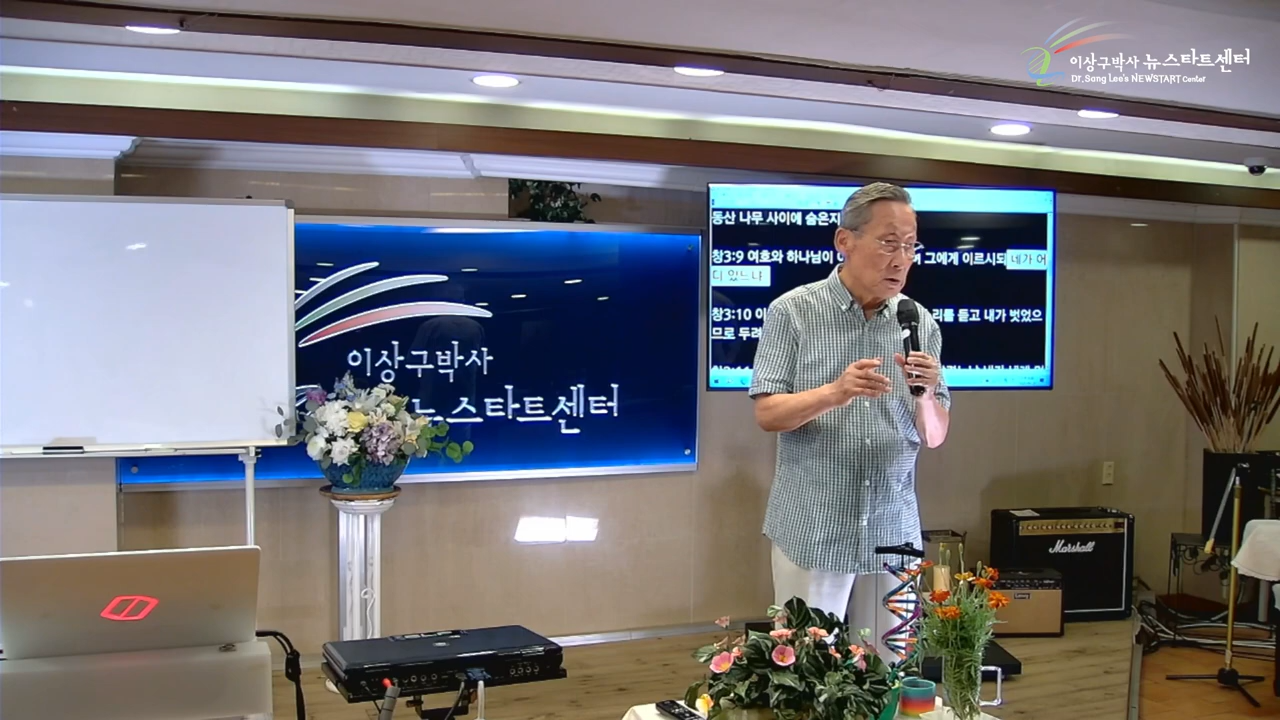 이상구박사 뉴스타트센터
Dr. Sang Lee's NEWSTART Center
동산 나무 사이에 숨은지
창3:9 여호와 하나님이 그에게 이르시되 네가 어
디 있느냐
창3:10 리를 듣고 내가 벗었으
므로 두려
이상구박사
뉴스타트센터
Marshall